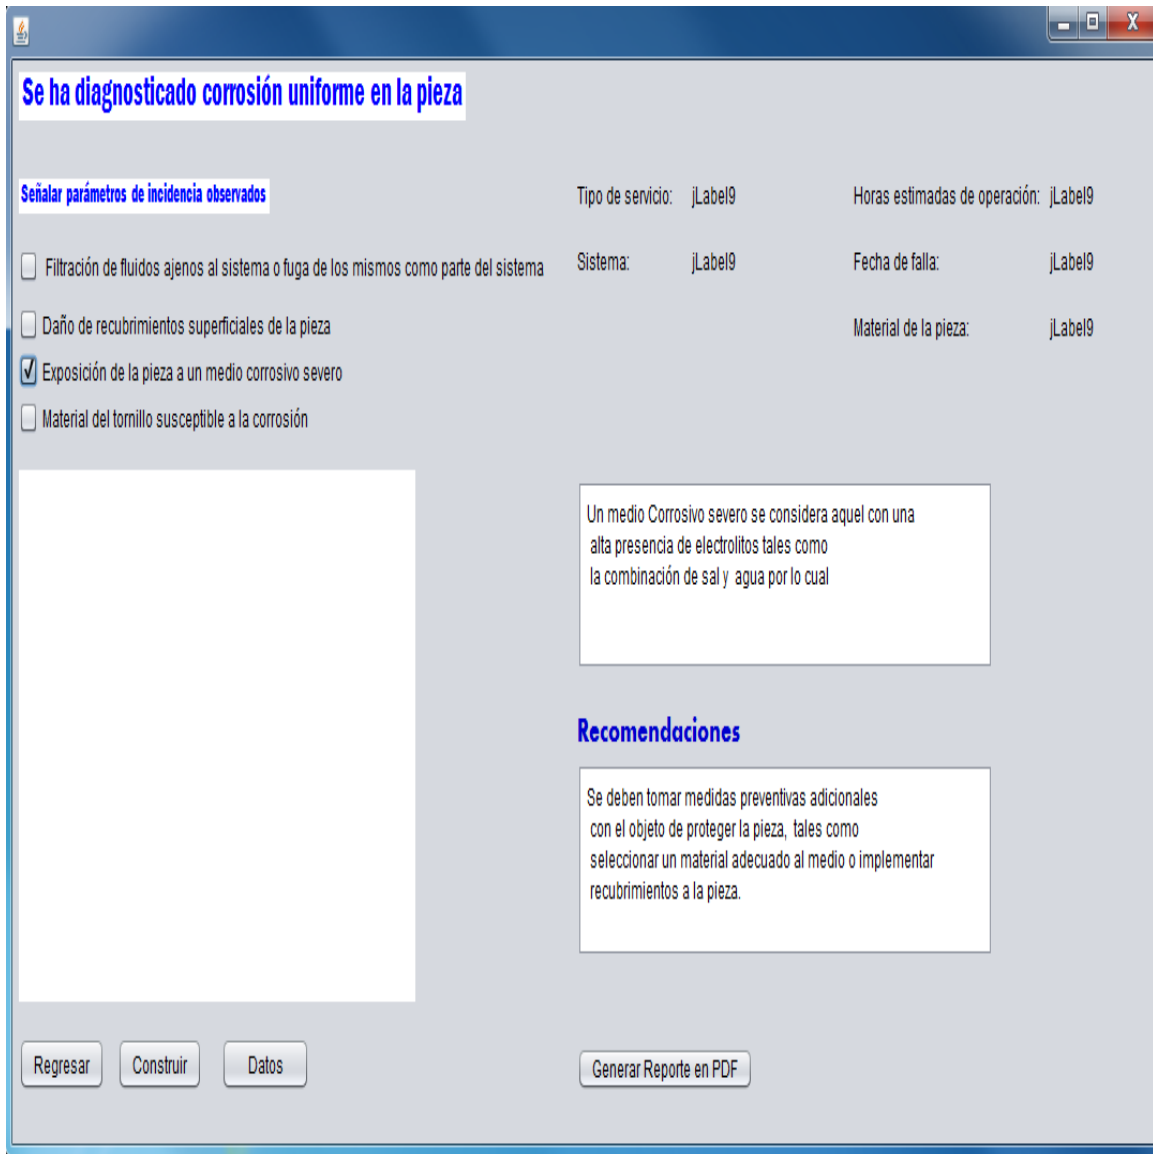 Se ha diagnosticado corrosión uniforme en la pieza
Señalar parámetros de incidencia observados
Tipo de servicio: jLabel9
Horas estimadas de operación: jLabel9
Filtración de fluidos ajenos al sistema o fuga de los mismos como parte del sistema
Sistema: jLabel9
Fecha de falla: jLabel9
Daño de recubrimientos superficiales de la pieza
Material de la pieza: jLabel9
Exposición de la pieza a un medio corrosivo severo
Material del tornillo susceptible a la corrosión
Un medio Corrosivo severo se considera aquel con una
alta presencia de electrolitos tales como
la combinación de sal y agua por lo cual
Recomendaciones
Se deben tomar medidas preventivas adicionales
con el objeto de proteger la pieza, tales como
seleccionar un material adecuado al medio o implementar
recubrimientos a la pieza.
Regresar
Construir
Datos
Generar Reporte en PDF